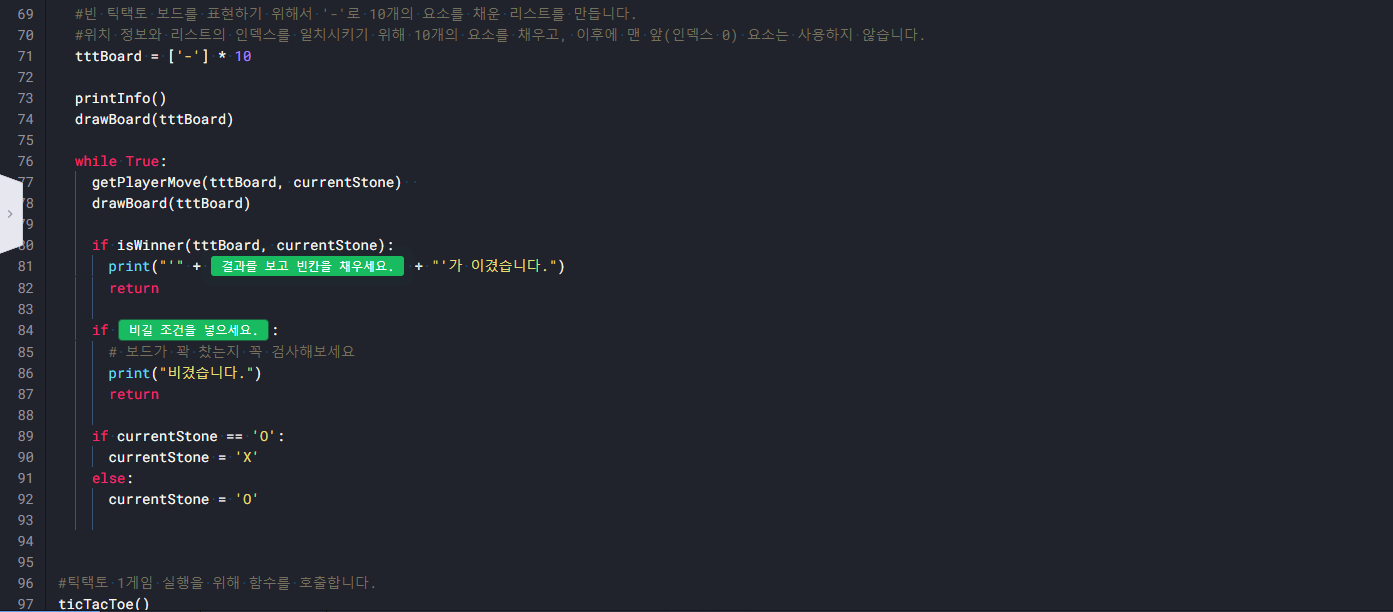 69 #빈 틱택토 보드를 표현하기 위해서 '-'로 10개의 요소를 채운 리스트를 만듭니다.
70 #위치 정보와 리스트의 인덱스를 일치시키기 위해 10개의 요소를 채우고, 이후에 맨 앞(인덱스 0) 요소는 사용하지 않습니다.
71 tttBoard = ['-'] * 10
72
73 printInfo()
74 drawBoard(tttBoard)
75
76 while True:
77 getPlayerMove(tttBoard, currentStone)
78 drawBoard(tttBoard)
79
80 if isWinner(tttBoard, currentStone):
81 print("'" + 결과를 보고 빈칸을 채우세요. + "'가 이겼습니다.")
82 return
83
84 if 비길 조건을 넣으세요. :
85 # 보드가 꽉 찼는지 꼭 검사해보세요
86 print("비겼습니다.")
87 return
88
89 if currentStone == 'O':
90 currentStone = 'X'
91 else:
92 currentStone = 'O'
93
94
95
96 #틱택토 1게임 실행을 위해 함수를 호출합니다.
97 ticTacToe()